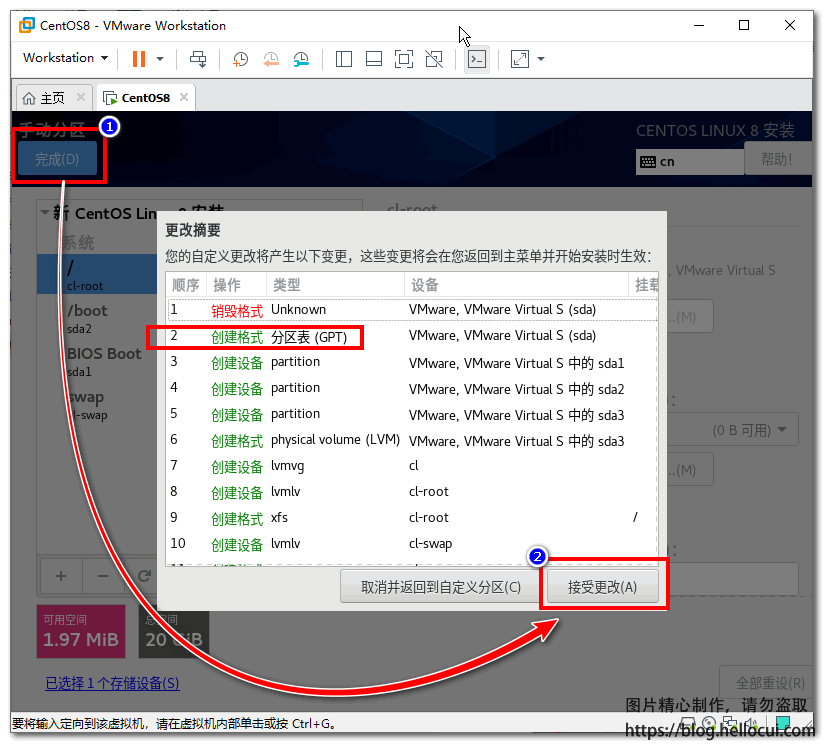 CentOS8 - VMware Workstation
Workstation
主页
CentOS8
手动分区
CENTOS LINUX 8 安装
1
完成(D)
cn
帮助!
新 CentOS Linux 8 安装
cl-root
系统
/
cl-root
/boot
sda2
BIOS Boot
sda1
swap
cl-swap
, VMware Virtual S
...(M)
(0 B 可用)
...(M)
更改摘要
您的自定义更改将产生以下变更，这些变更将会在您返回到主菜单并开始安装时生效：
顺序 操作 类型 设备 挂载
1 销毁格式 Unknown VMware, VMware Virtual S (sda)
2 创建格式 分区表 (GPT) VMware, VMware Virtual S (sda)
3 创建设备 partition VMware, VMware Virtual S 中的 sda1
4 创建设备 partition VMware, VMware Virtual S 中的 sda2
5 创建设备 partition VMware, VMware Virtual S 中的 sda3
6 创建格式 physical volume (LVM) VMware, VMware Virtual S 中的 sda3
7 创建设备 lvmvg cl
8 创建设备 lvmlv cl-root
9 创建格式 xfs cl-root /
10 创建设备 lvmlv cl-swap
2
取消并返回到自定义分区(C)
接受更改(A)
可用空间
1.97 MiB
总空间
20 GiB
已选择 1 个存储设备(S)
全部重设(R)
图片精心制作，请勿盗取
要将输入定向到该虚拟机，请在虚拟机内部单击或按 Ctrl+G。
https://blog.hellocui.com